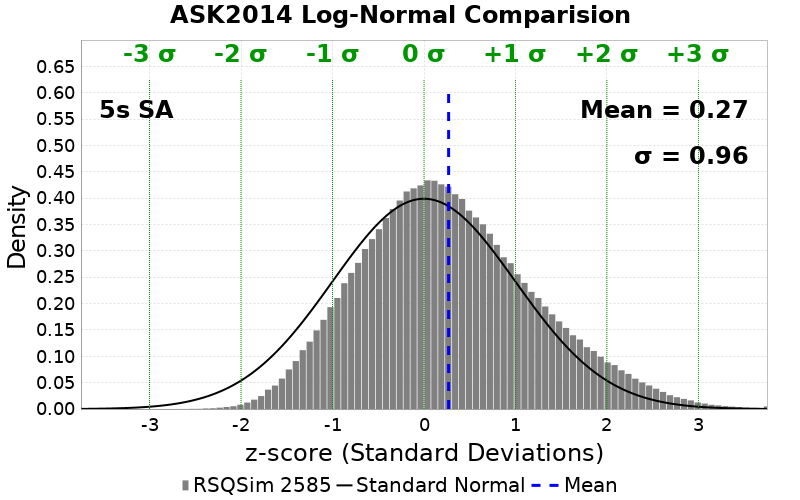 ASK2014 Log-Normal Comparision
-3 σ -2 σ -1 σ 0 σ +1 σ +2 σ +3 σ
0.65
0.60
5s SA Mean = 0.27
0.55
0.50
σ = 0.96
0.45
0.40
0.35
0.30
0.25
0.20
0.15
0.10
0.05
0.00
Density
-3 -2 -1 0 1 2 3
z-score (Standard Deviations)
RSQSim 2585 Standard Normal Mean